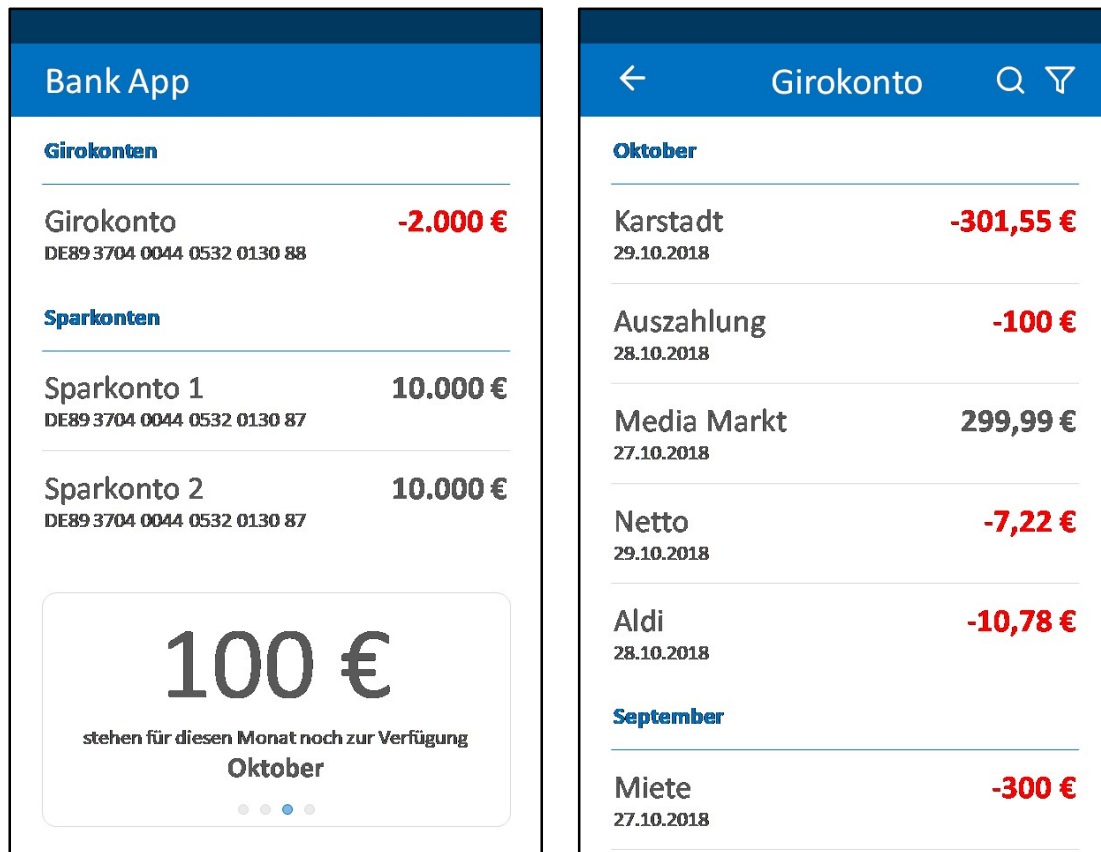 Bank App
Girokonten
Girokonto -2.000 €
DE89 3704 0044 0532 0130 88
Sparkonten
Sparkonto 1 10.000 €
DE89 3704 0044 0532 0130 87
Sparkonto 2 10.000 €
DE89 3704 0044 0532 0130 87
100 €
stehen für diesen Monat noch zur Verfügung
Oktober
Girokonto
Oktober
Karstadt -301,55 €
29.10.2018
Auszahlung -100 €
28.10.2018
Media Markt 299,99 €
27.10.2018
Netto -7,22 €
29.10.2018
Aldi -10,78 €
28.10.2018
September
Miete -300 €
27.10.2018